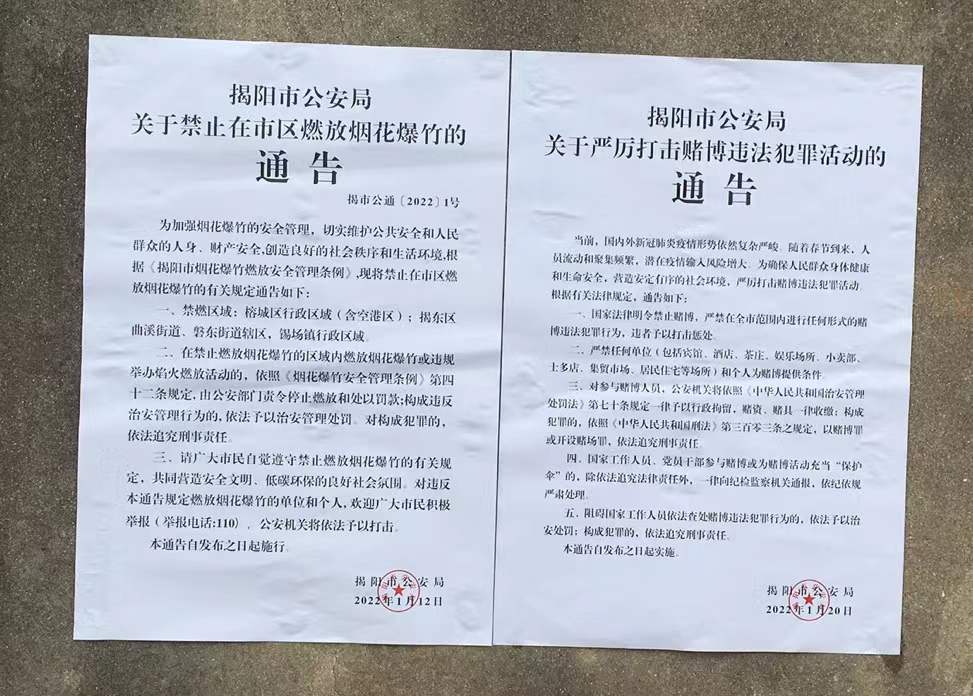 揭阳市公安局
关于禁止在市区燃放烟花爆竹的
通告
揭市公通〔2022〕1号
为加强烟花爆竹的安全管理，切实维护公共安全和人民
群众的人身、财产安全,创造良好的社会秩序和生活环境,根
据《揭阳市烟花爆竹燃放安全管理条例》,现将禁止在市区燃
放烟花爆竹的有关规定通告如下：
一、禁燃区域：榕城区行政区域（含空港区）；揭东区
曲溪街道、磐东街道辖区，锡场镇行政区域。
二、在禁止燃放烟花爆竹的区域内燃放烟花爆竹或违规
举办焰火燃放活动的，依照《烟花爆竹安全管理条例》第四
十二条规定,由公安部门责令停止燃放和处以罚款;构成违反
治安管理行为的,依法予以治安管理处罚。对构成犯罪的，
依法追究刑事责任。
三、请广大市民自觉遵守禁止燃放烟花爆竹的有关规
定，共同营造安全文明、低碳环保的良好社会氛围。对违反
本通告规定燃放烟花爆竹的单位和个人,欢迎广大市民积极
举报（举报电话:110），公安机关将依法予以打击。
本通告自发布之日起施行。
揭阳市公安局
2022年1月12日
揭阳市公安局
关于严厉打击赌博违法犯罪活动的
通告
当前，国内外新冠肺炎疫情形势依然复杂严峻。随着春节到来，人
员流动和聚集频繁，潜在疫情输入风险增大。为确保人民群众身体健康
和生命安全，营造安定有序的社会环境，严厉打击赌博违法犯罪活动。
根据有关法律规定，通告如下：
一、国家法律明令禁止赌博，严禁在全市范围内进行任何形式的赌
博违法犯罪行为，违者予以打击惩处。
二、严禁任何单位（包括宾馆、酒店、茶庄、娱乐场所、小卖部、
士多店、集贸市场、居民住宅等场所）和个人为赌博提供条件。
三、对参与赌博人员，公安机关将依照《中华人民共和国治安管理
处罚法》第七十条规定一律予以行政拘留，赌资、赌具一律收缴；构成
犯罪的，依照《中华人民共和国刑法》第三百零三条之规定，以赌博罪
或开设赌场罪，依法追究刑事责任。
四、国家工作人员、党员干部参与赌博或为赌博活动充当“保护
伞”的，除依法追究法律责任外，一律向纪检监察机关通报，依纪依规
严肃处理。
五、阻碍国家工作人员依法查处赌博违法犯罪行为的，依法予以治
安处罚；构成犯罪的，依法追究刑事责任。
本通告自发布之日起实施。
揭阳市公安局
2022年1月20日